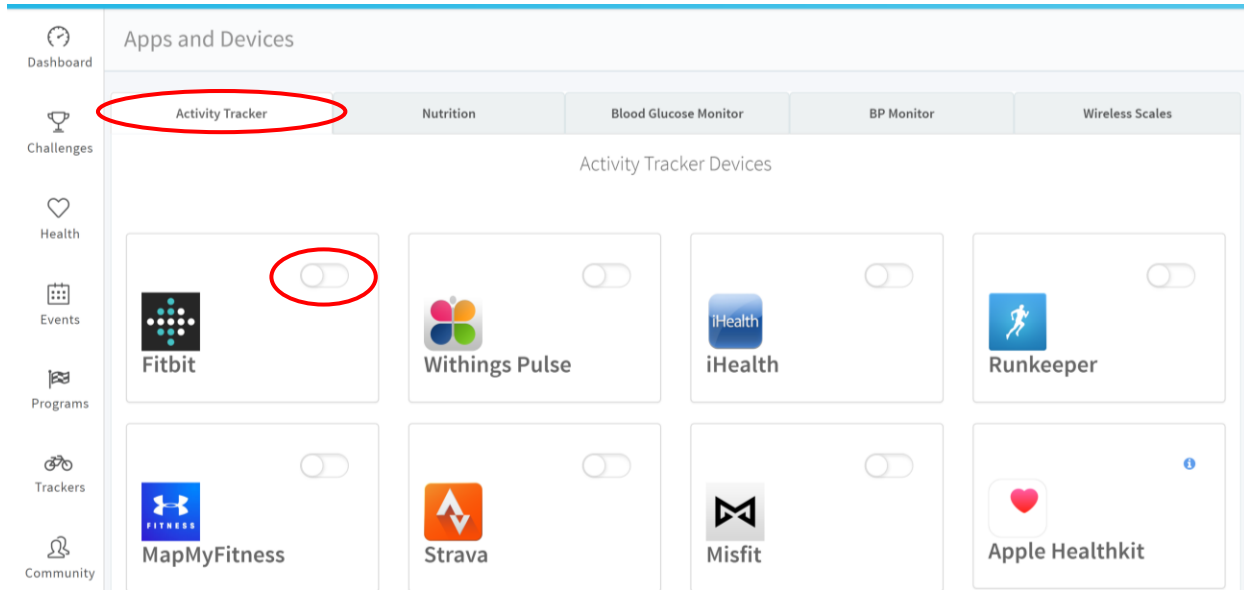 Apps and Devices
Dashboard
Challenges
Health
Events
Programs
Trackers
Community
Activity Tracker
Nutrition
Blood Glucose Monitor
BP Monitor
Wireless Scales
Activity Tracker Devices
Fitbit
Withings Pulse
iHealth
iHealth
Runkeeper
FITNESS
MapMyFitness
Strava
Misfit
Apple Healthkit